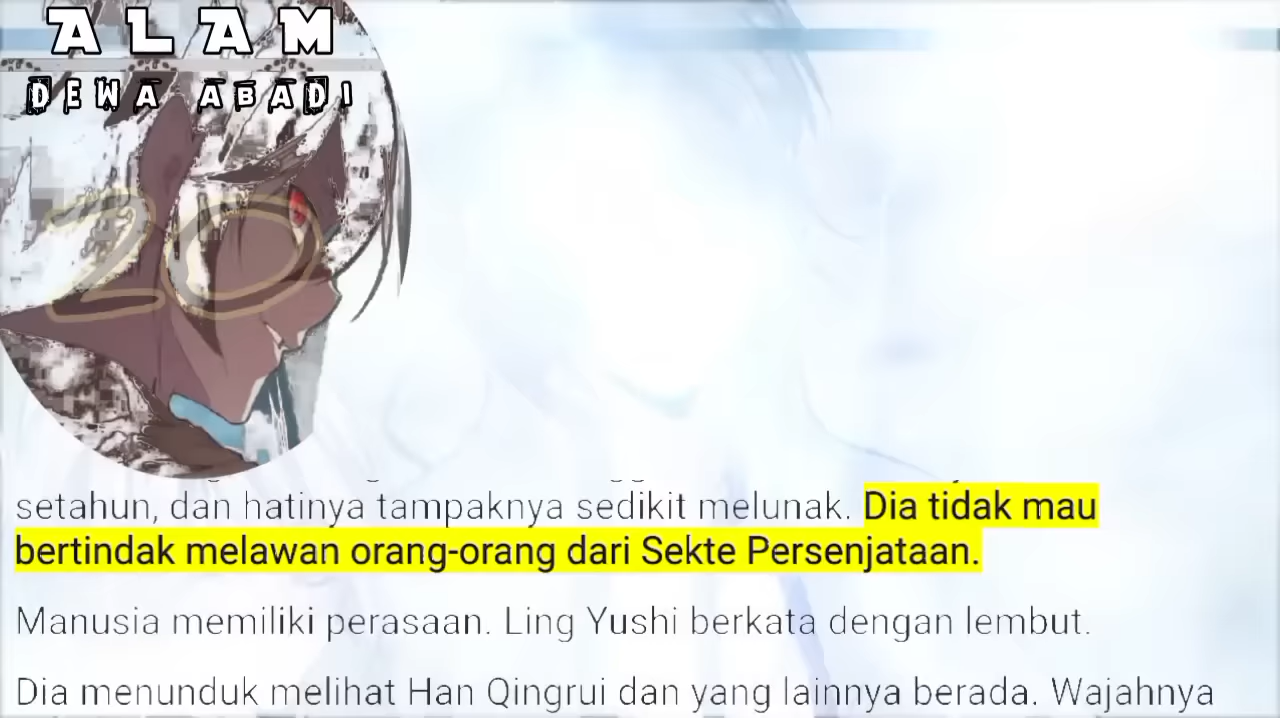 ALAM
DEWA ABADI
20
setahun, dan hatinya tampaknya sedikit melunak. Dia tidak mau
bertindak melawan orang-orang dari Sekte Persenjataan.
Manusia memiliki perasaan. Ling Yushi berkata dengan lembut.
Dia menunduk melihat Han Qingrui dan yang lainnya berada. Wajahnya